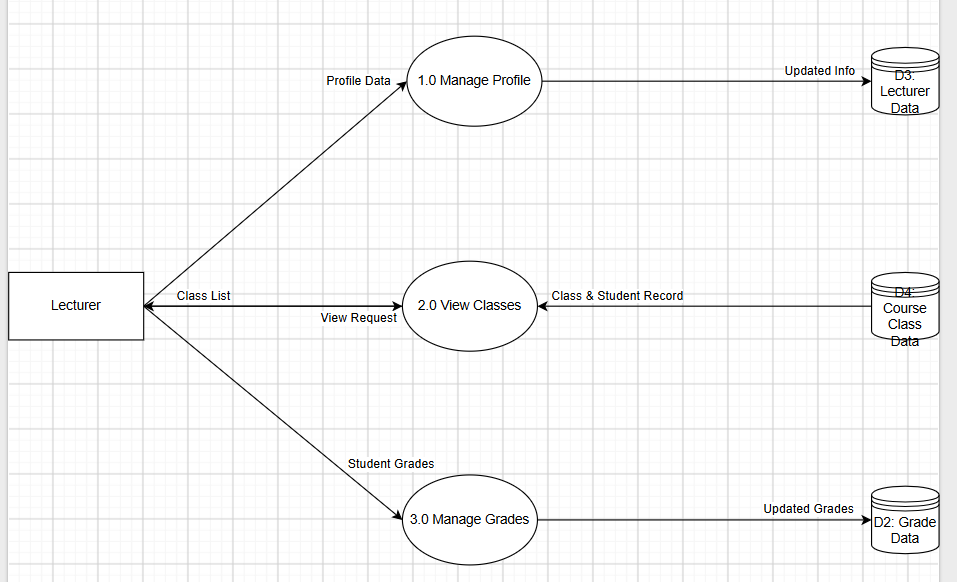 Profile Data
1.0 Manage Profile
Updated Info
D3:
Lecturer
Data
Lecturer
Class List
View Request
2.0 View Classes
Class & Student Record
D4:
Course
Class
Data
Student Grades
3.0 Manage Grades
Updated Grades
D2: Grade
Data